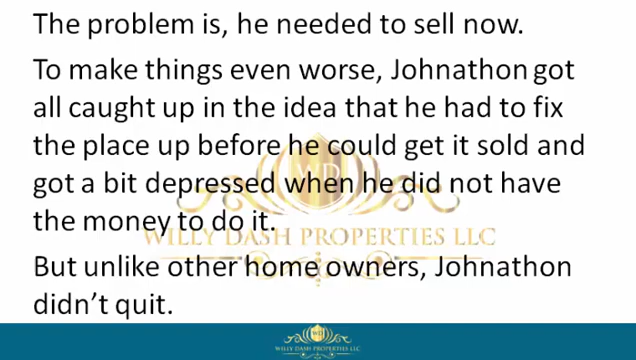 The problem is, he needed to sell now.
To make things even worse, Johnathon got
all caught up in the idea that he had to fix
the place up before he could get it sold and
got a bit depressed when he did not have
the money to do it.
WILLY DASH PROPERTIES LLC
But unlike other home owners, Johnathon
didn’t quit.
WILLY DASH PROPERTIES LLC